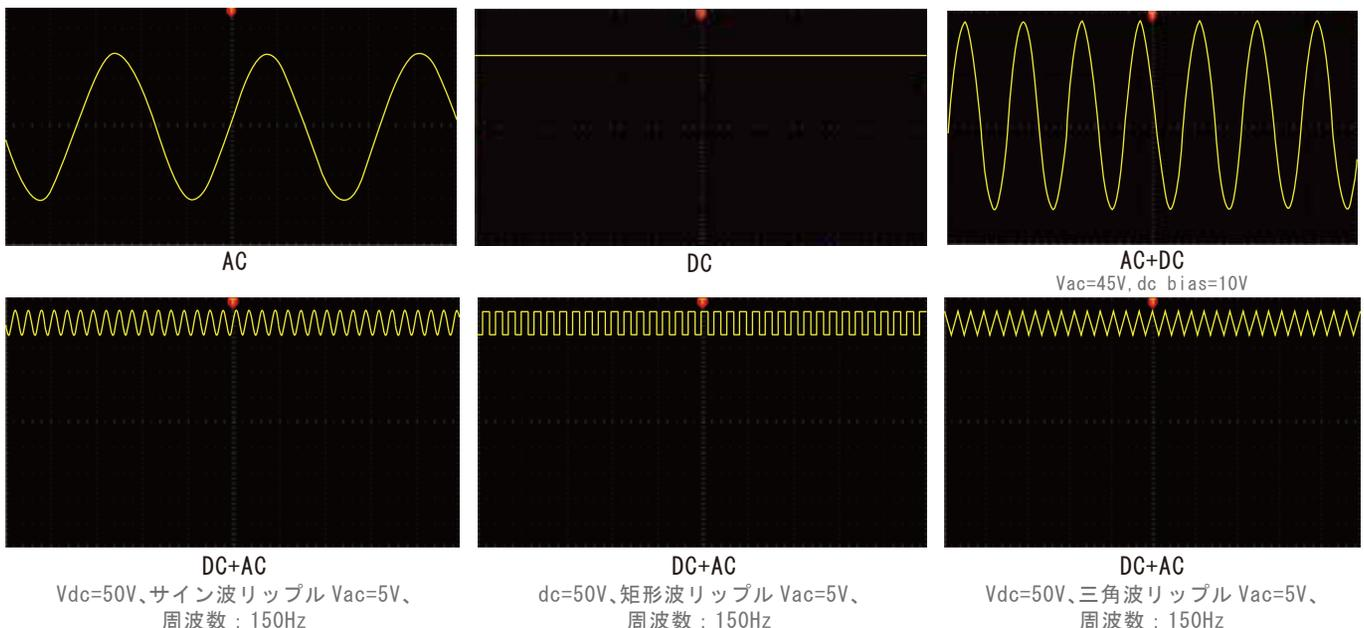 AC
DC
AC+DC
Vac=45V,dc bias=10V
DC+AC
Vdc=50V、サイン波リップル Vac=5V、
周波数：150Hz
DC+AC
dc=50V、矩形波リップル Vac=5V、
周波数：150Hz
DC+AC
Vdc=50V、三角波リップル Vac=5V、
周波数：150Hz